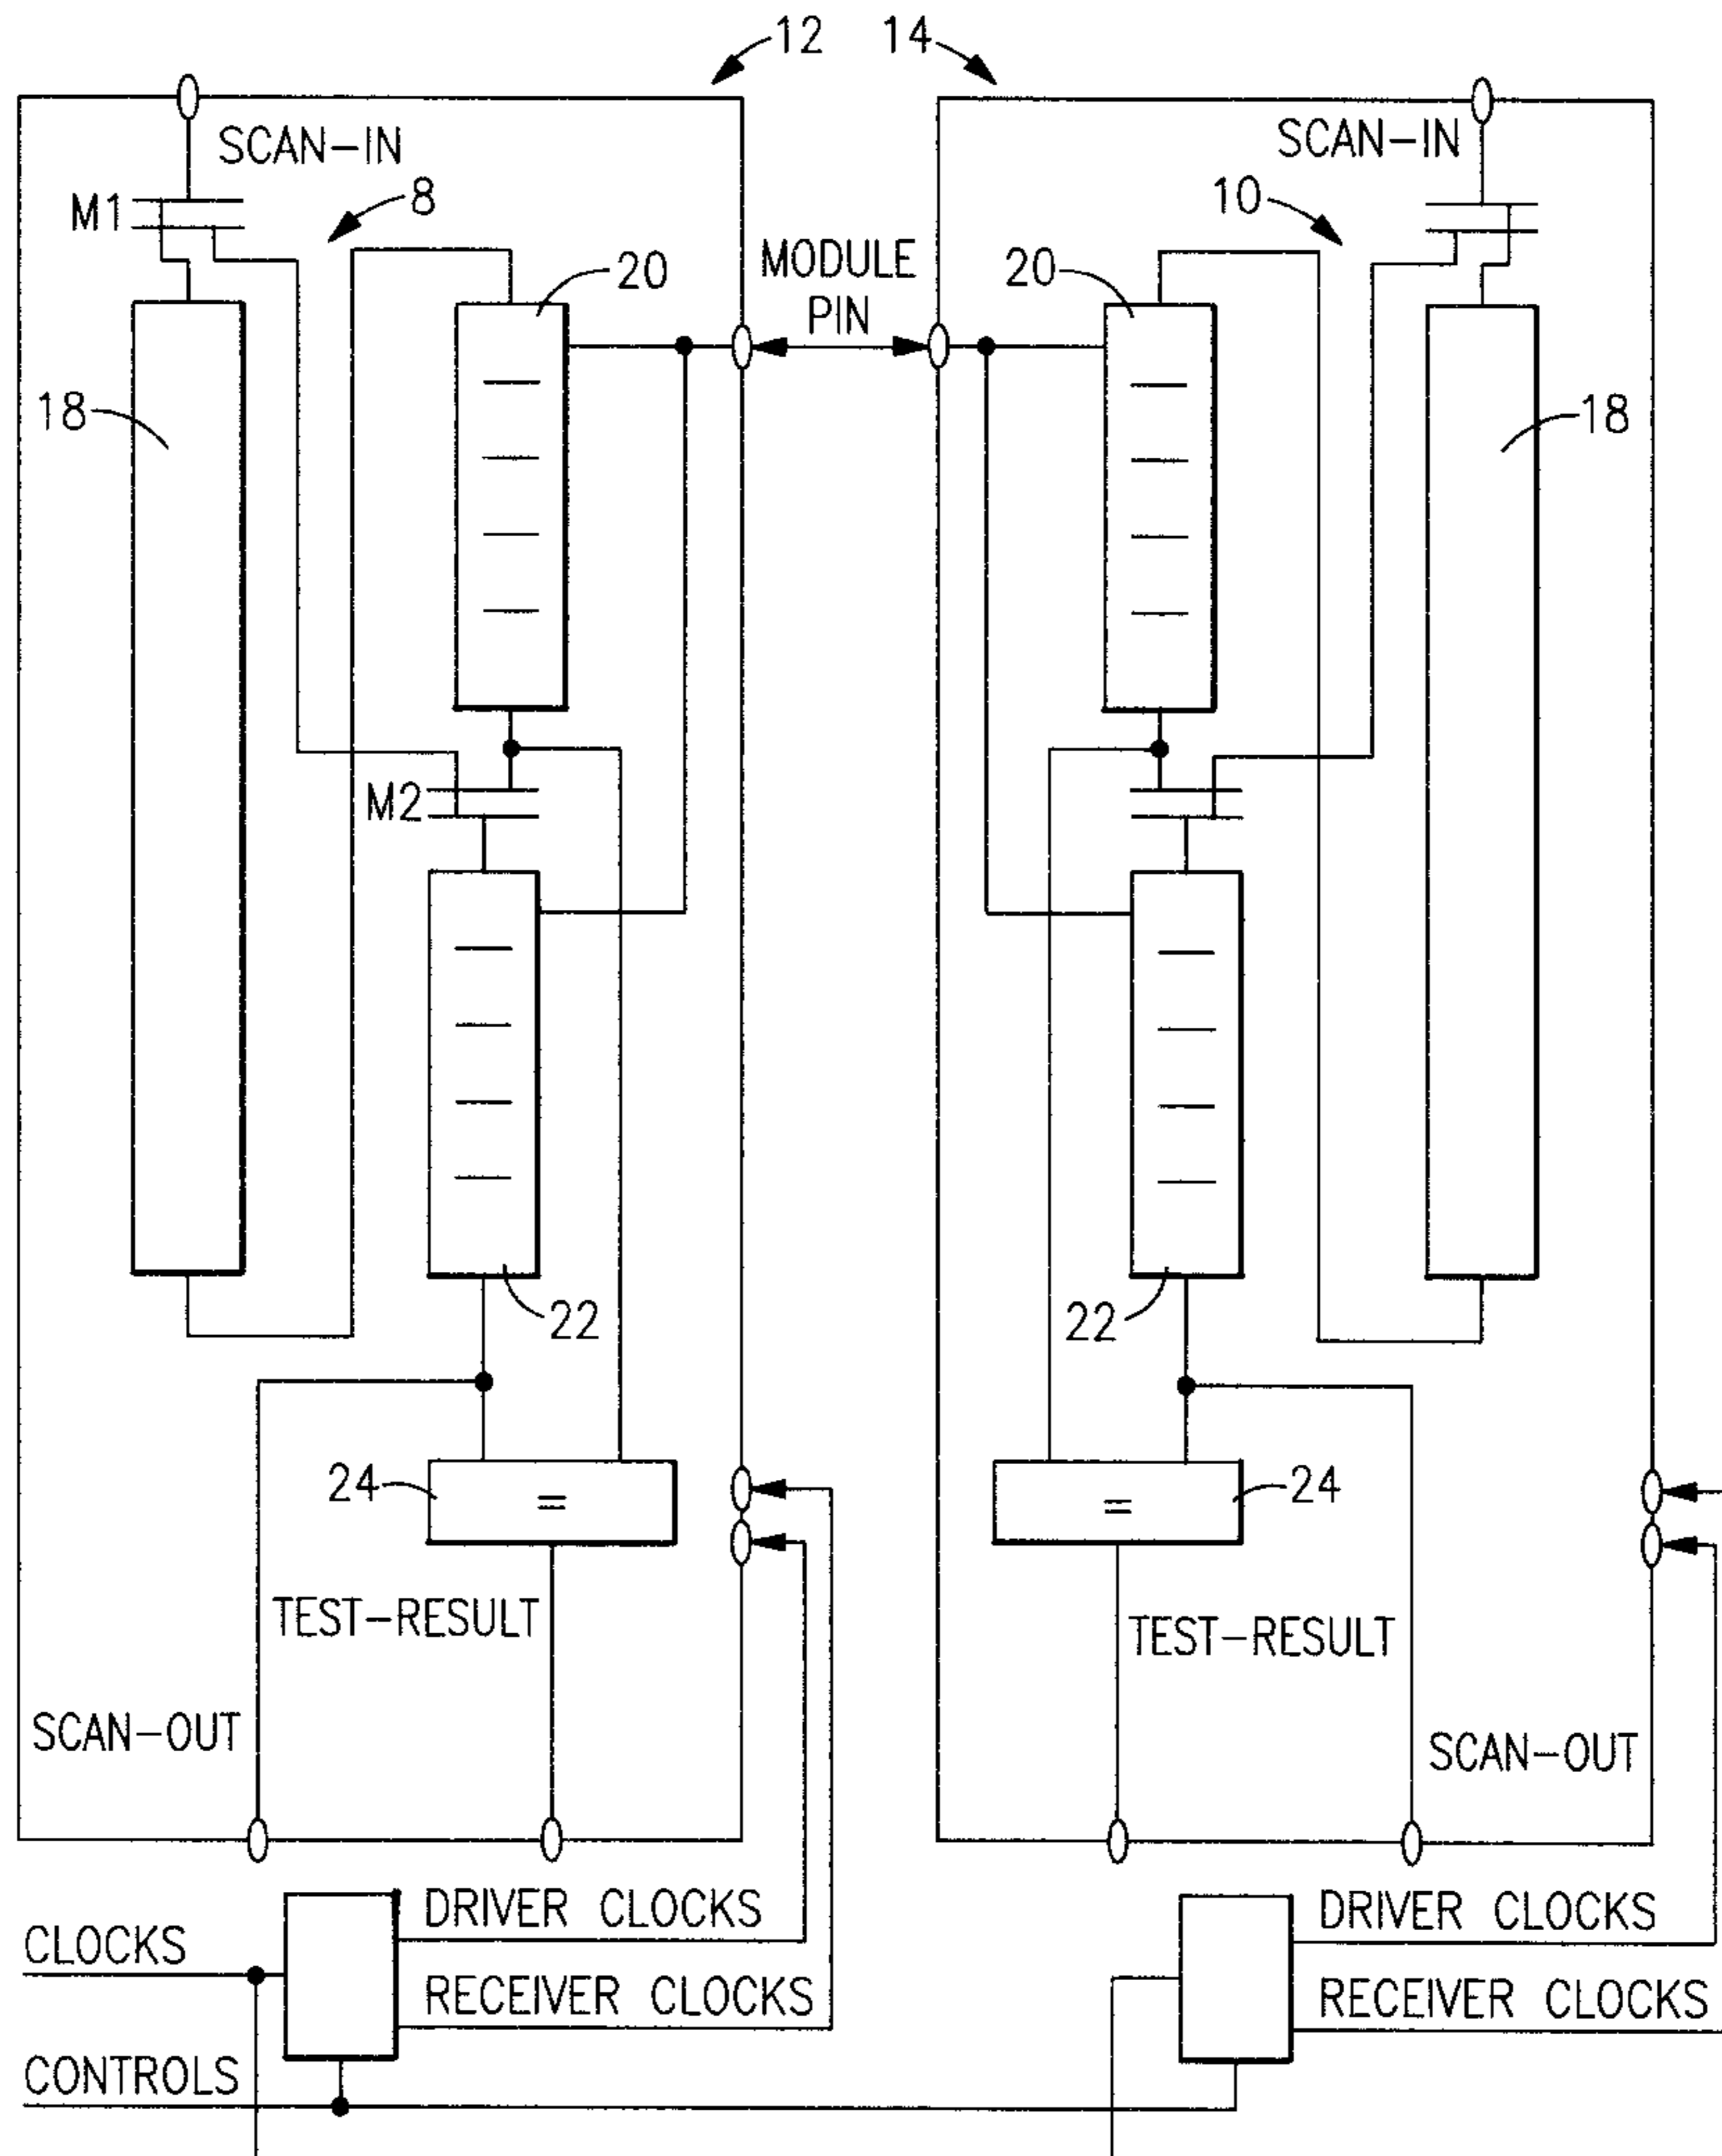 12
14
SCAN-IN
SCAN-IN
M1
8
10
MODULE
PIN
20
20
18
18
M2
22
22
24
=
=
24
TEST-RESULT
TEST-RESULT
SCAN-OUT
SCAN-OUT
CLOCKS
DRIVER CLOCKS
RECEIVER CLOCKS
CONTROLS
DRIVER CLOCKS
RECEIVER CLOCKS